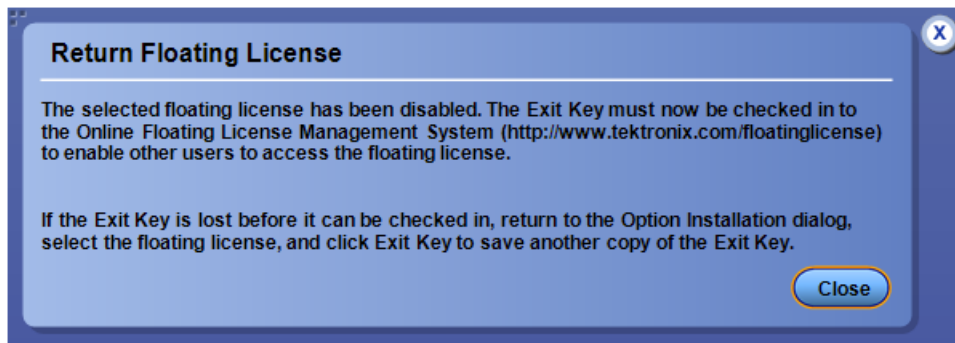 Return Floating License
X
The selected floating license has been disabled. The Exit Key must now be checked in to
the Online Floating License Management System (http://www.tektronix.com/floatinglicense)
to enable other users to access the floating license.
If the Exit Key is lost before it can be checked in, return to the Option Installation dialog,
select the floating license, and click Exit Key to save another copy of the Exit Key.
Close